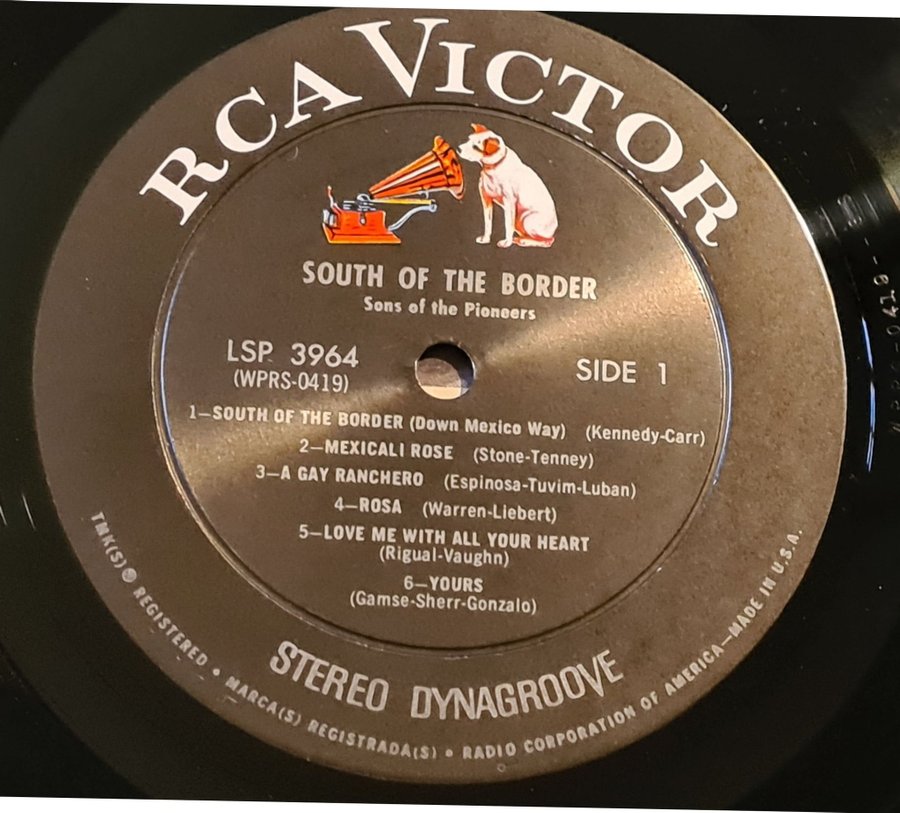 RCA VICTOR
SOUTH OF THE BORDER
Sons of the Pioneers
LSP 3964
(WPRS-0419)
SIDE 1
1—SOUTH OF THE BORDER (Down Mexico Way) (Kennedy-Carr)
2—MEXICALI ROSE (Stone-Tenney)
3—A GAY RANCHERO (Espinosa-Tuvim-Luban)
4—ROSA (Warren-Liebert)
5—LOVE ME WITH ALL YOUR HEART
(Rigual-Vaughn)
6—YOURS
(Gamse-Sherr-Gonzalo)
STEREO DYNAGROOVE
TMK(S) ® REGISTERED • MARCA(S) REGISTRADA(S) • RADIO CORPORATION OF AMERICA—MADE IN U.S.A.